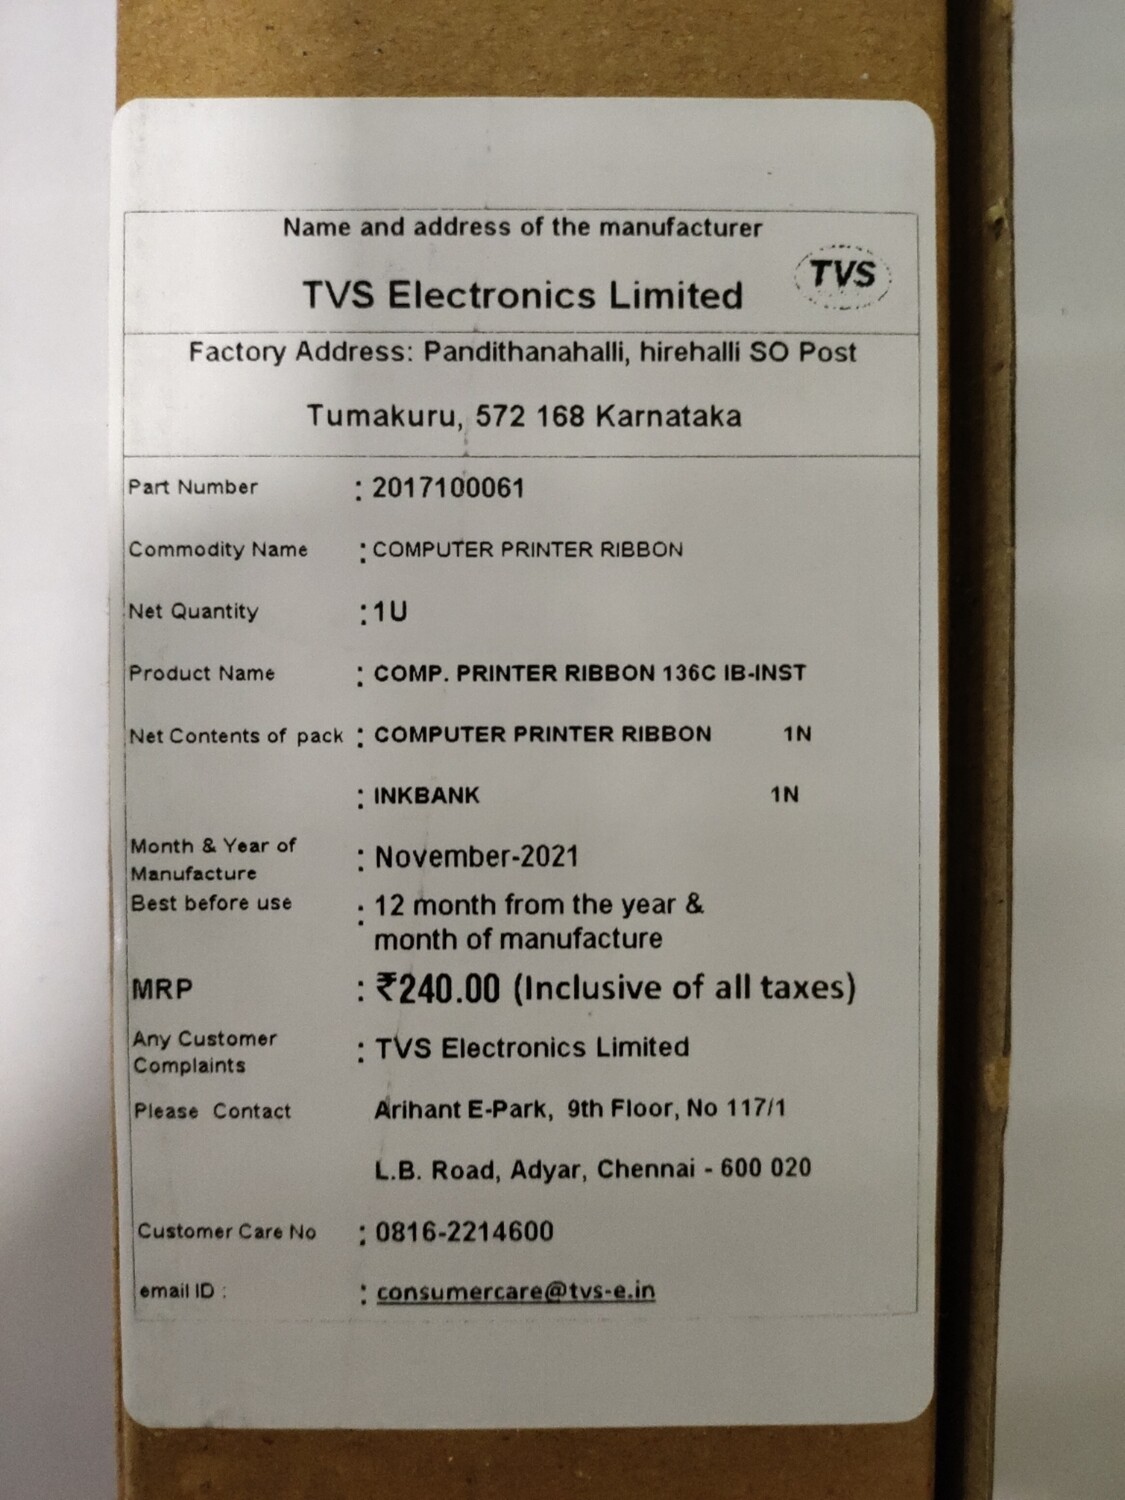 Name and address of the manufacturer
TVS Electronics Limited
TVS
Factory Address: Pandithanahalli, hirehalli SO Post
Tumakuru, 572 168 Karnataka
Part Number : 2017100061
Commodity Name : COMPUTER PRINTER RIBBON
Net Quantity : 1U
Product Name : COMP. PRINTER RIBBON 136C IB-INST
Net Contents of pack : COMPUTER PRINTER RIBBON 1N
: INKBANK 1N
Month & Year of
Manufacture : November-2021
Best before use : 12 month from the year &
month of manufacture
MRP : ₹240.00 (Inclusive of all taxes)
Any Customer
Complaints : TVS Electronics Limited
Please Contact Arihant E-Park, 9th Floor, No 117/1
L.B. Road, Adyar, Chennai - 600 020
Customer Care No : 0816-2214600
email ID : : consumercare@tvs-e.in